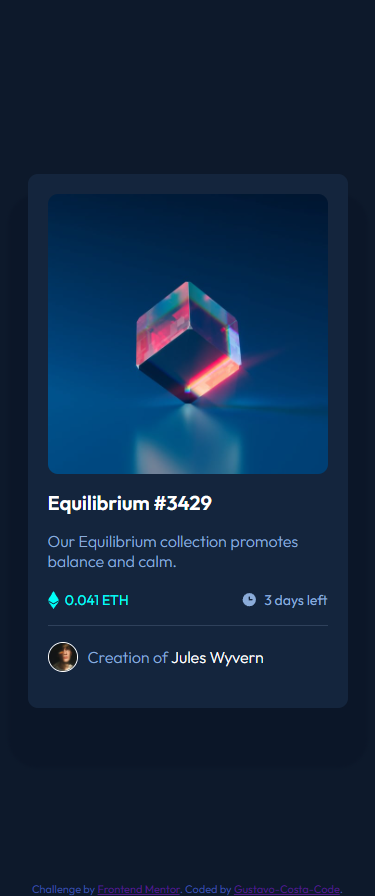 Equilibrium #3429
Our Equilibrium collection promotes
balance and calm.
0.041 ETH
3 days left
Creation of Jules Wyvern
Challenge by Frontend Mentor. Coded by Gustavo-Costa-Code.